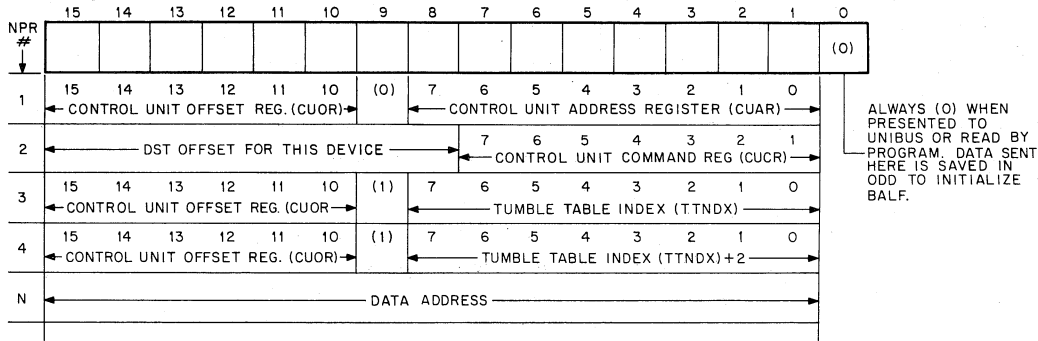 15 14 13 12 11 10 9 8 7 6 5 4 3 2 1 0
NPR
#
(0)
15 14 13 12 11 10 (0) 7 6 5 4 3 2 1 0
1 CONTROL UNIT OFFSET REG. (CUOR) CONTROL UNIT ADDRESS REGISTER (CUAR)
7 6 5 4 3 2 1
2 DST OFFSET FOR THIS DEVICE CONTROL UNIT COMMAND REG (CUCR)
15 14 13 12 11 10 (1) 7 6 5 4 3 2 1 0
3 CONTROL UNIT OFFSET REG. (CUOR TUMBLE TABLE INDEX (TTNDX)
15 14 13 12 11 10 (1) 7 6 5 4 3 2 1 0
4 CONTROL UNIT OFFSET REG. (CUOR) TUMBLE TABLE INDEX (TTNDX)+2
N DATA ADDRESS
ALWAYS (0) WHEN
PRESENTED TO
UNIBUS OR READ BY
PROGRAM. DATA SENT
HERE IS SAVED IN
ODD TO INITIALIZE
BALF.